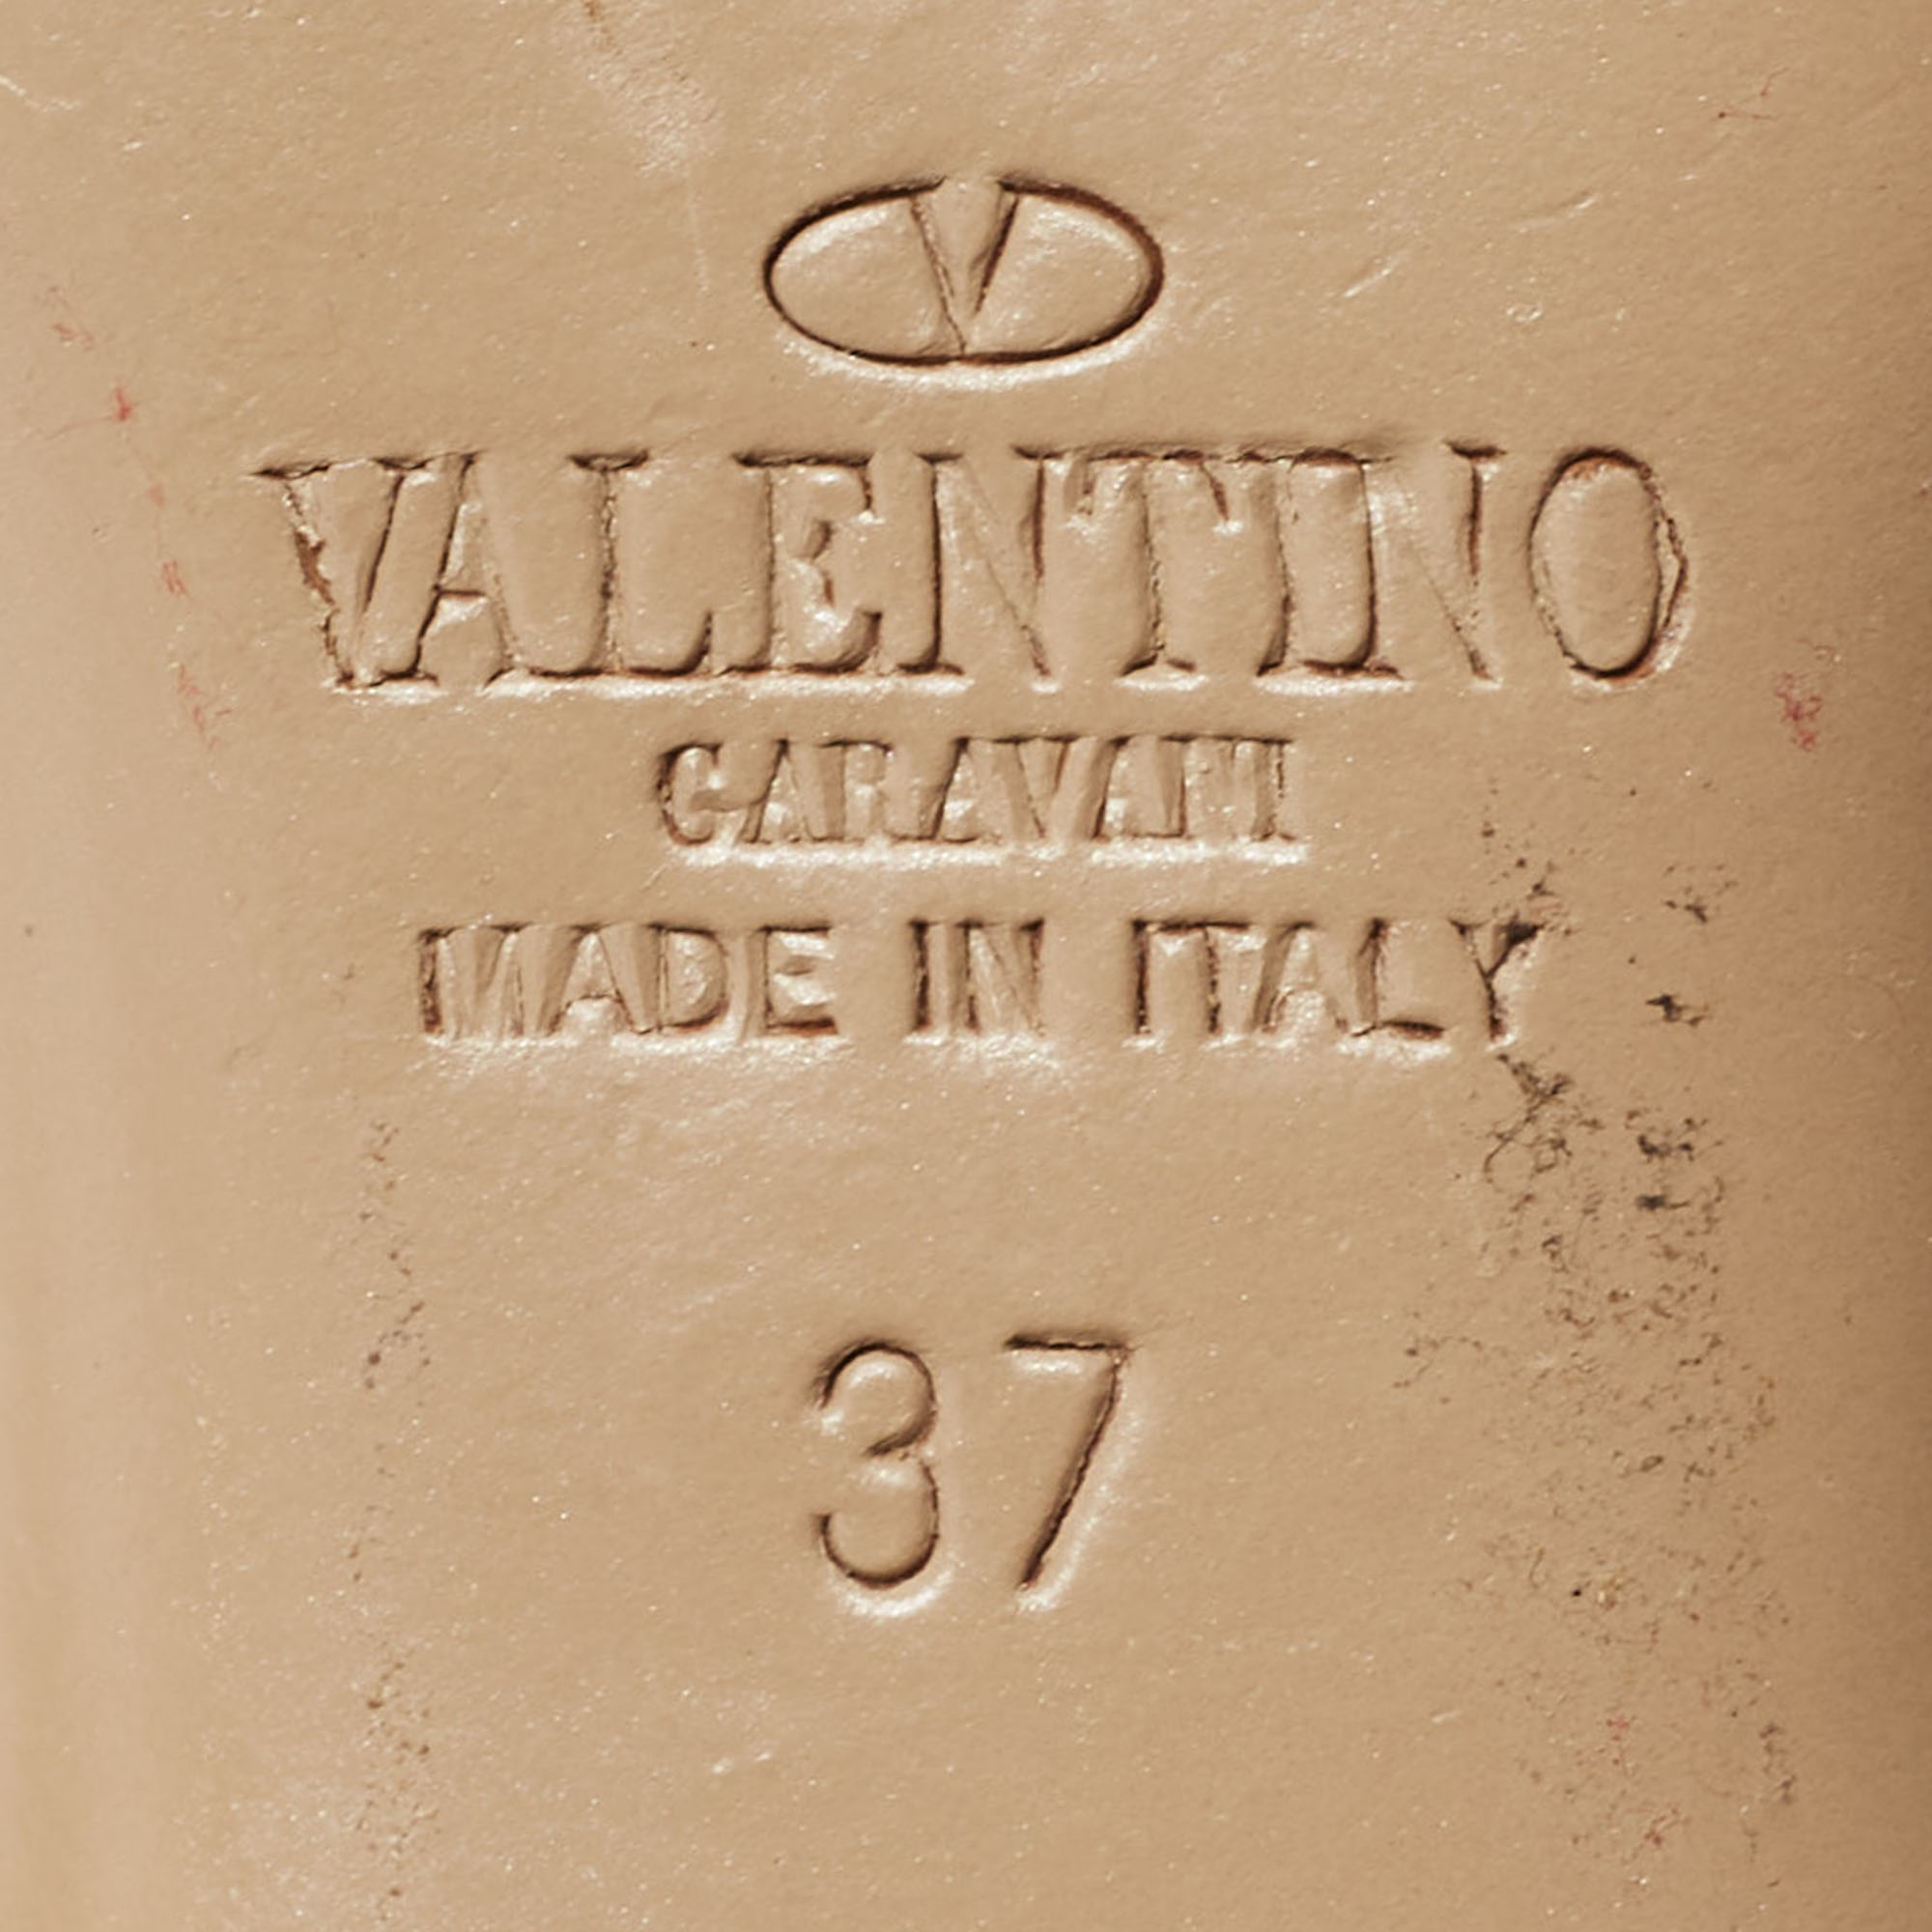 V
VALENTINO
GARAVANI
MADE IN ITALY
37